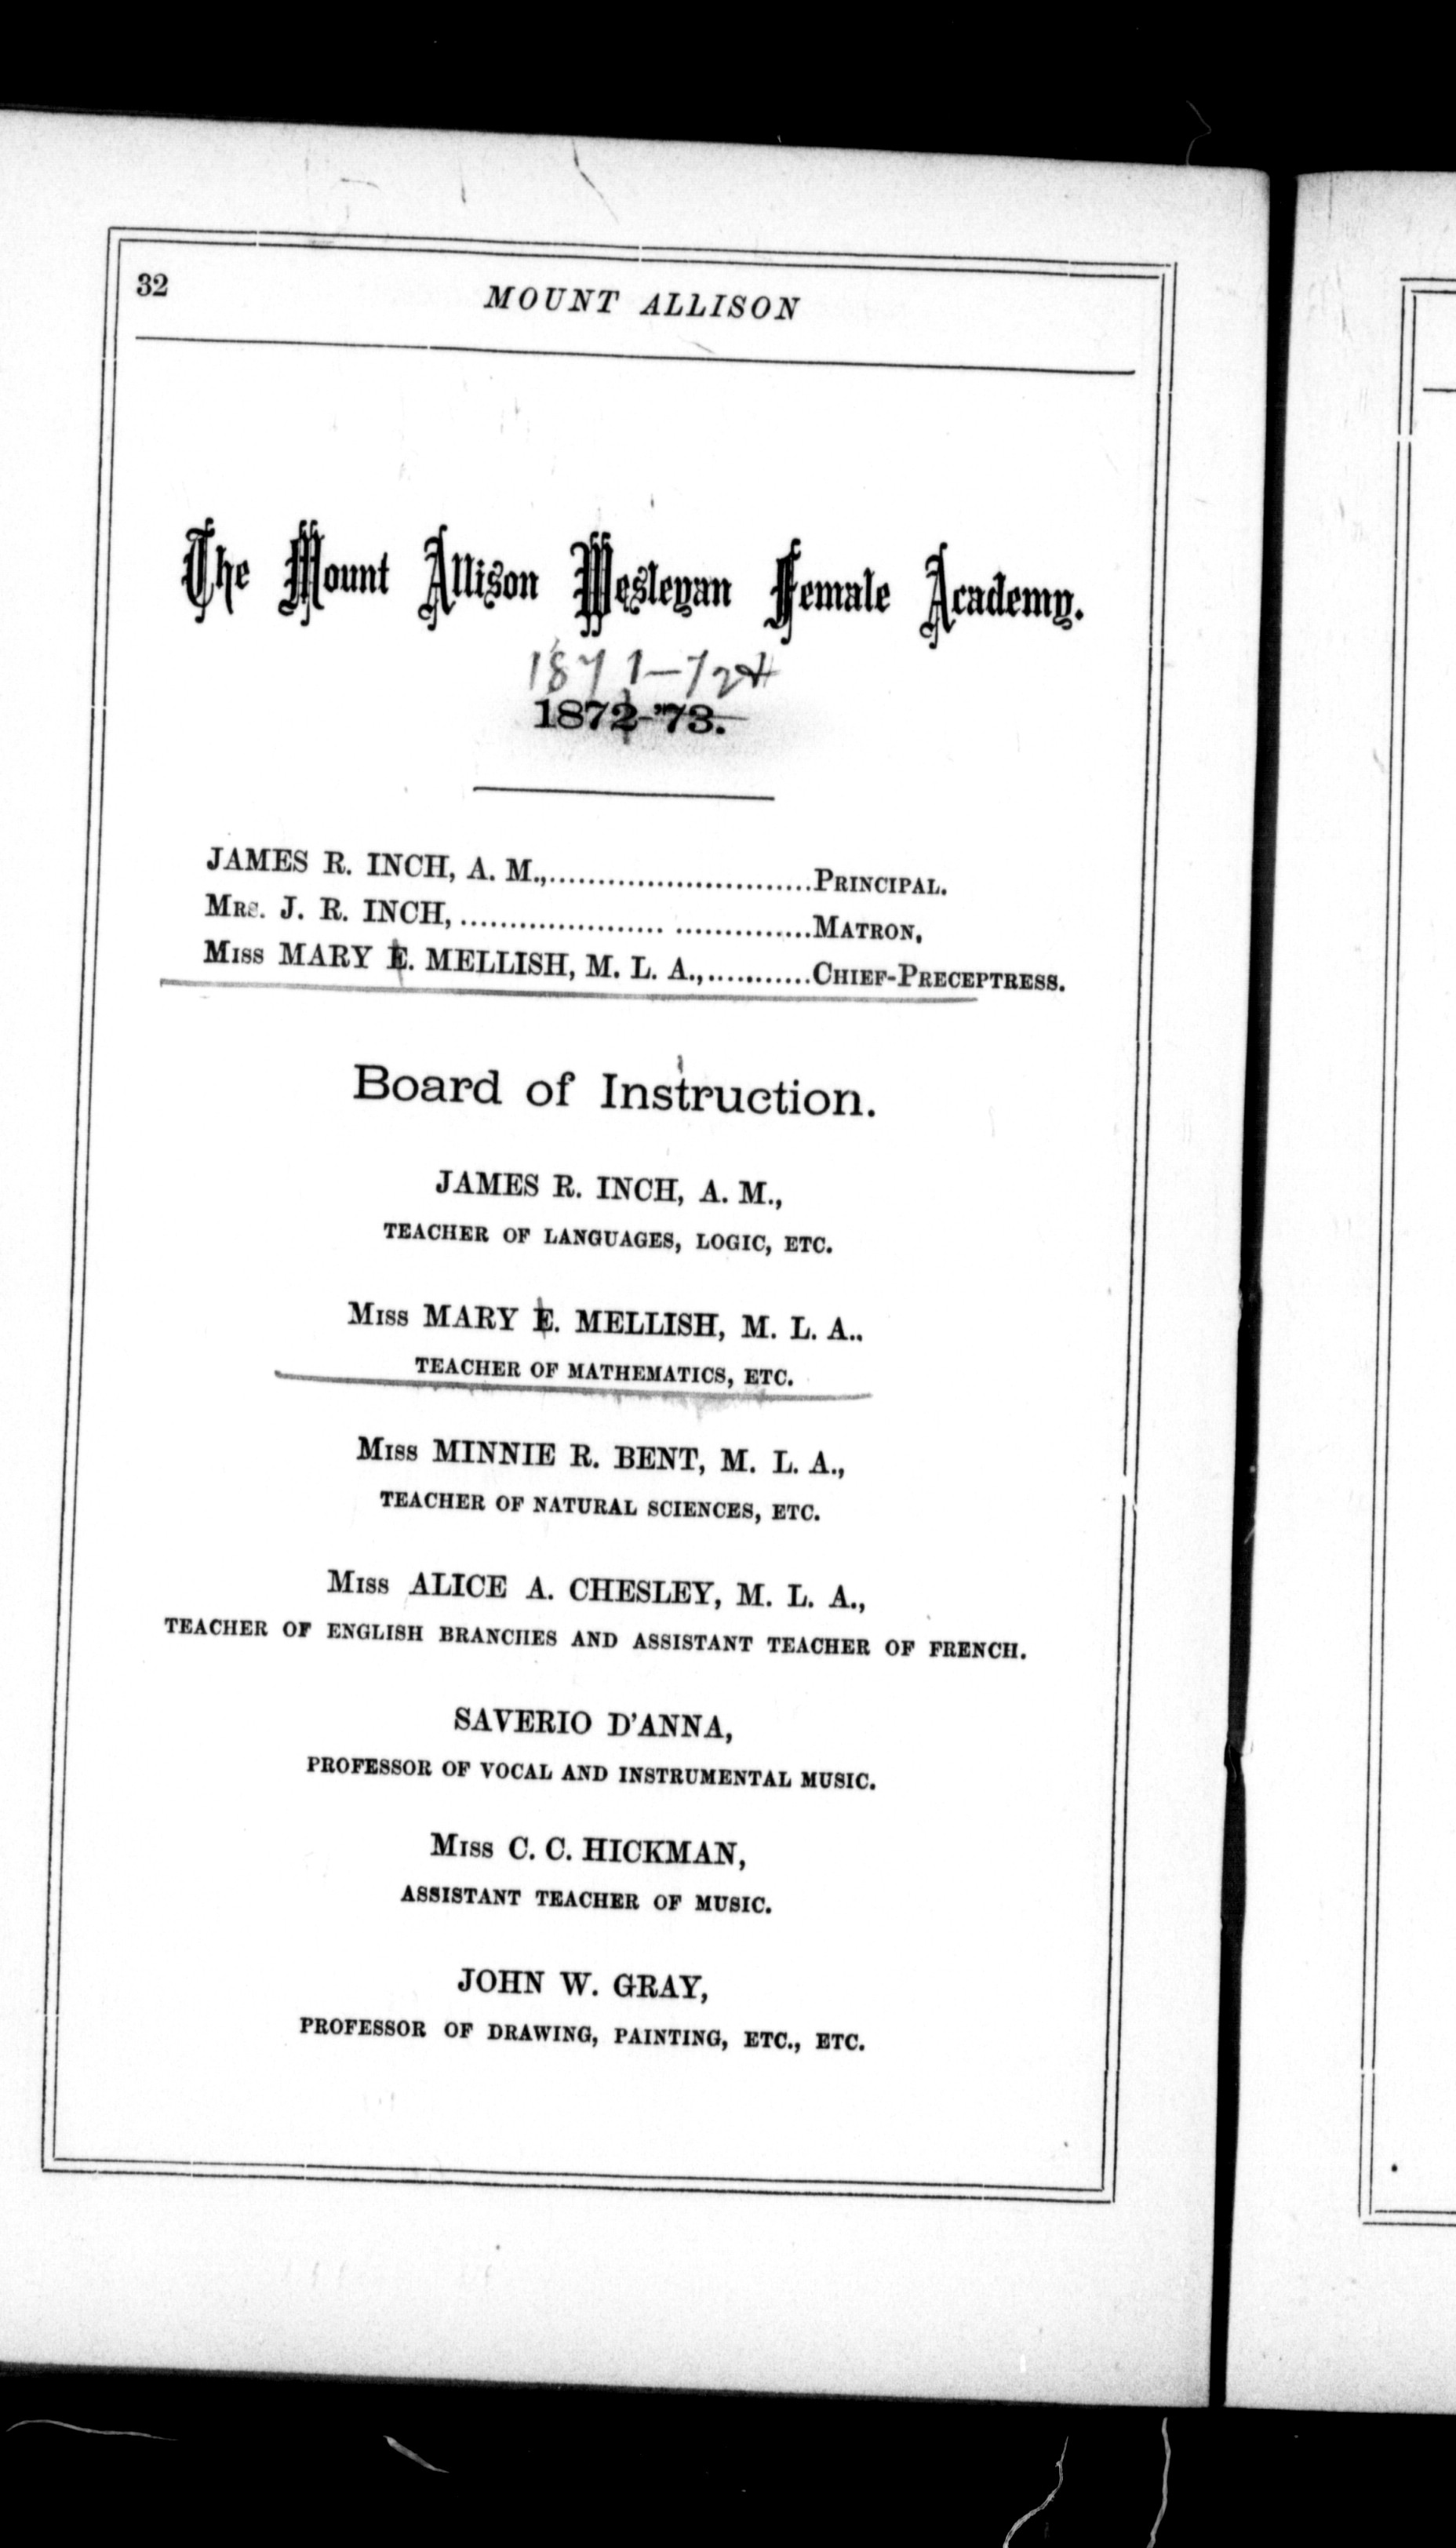 32
MOUNT ALLISON
The Mount Allison Wesleyan Female Academy.
1871-72
1872-'73.
JAMES R. INCH, A. M.,...........................PRINCIPAL.
MRS. J. R. INCH, ..................... ..............MATRON,
MISS MARY E. MELLISH, M. L. A.,...........CHIEF-PRECEPTRESS.
Board of Instruction.
JAMES R. INCH, A. M.,
TEACHER OF LANGUAGES, LOGIC, ETC.
MISS MARY E. MELLISH, M. L. A..
TEACHER OF MATHEMATICS, ETC.
MISS MINNIE R. BENT, M. L. A.,
TEACHER OF NATURAL SCIENCES, ETC.
MISS ALICE A. CHESLEY, M. L. A.,
TEACHER OF ENGLISH BRANCHES AND ASSISTANT TEACHER OF FRENCH.
SAVERIO D'ANNA,
PROFESSOR OF VOCAL AND INSTRUMENTAL MUSIC.
MISS C. C. HICKMAN,
ASSISTANT TEACHER OF MUSIC.
JOHN W. GRAY,
PROFESSOR OF DRAWING, PAINTING, ETC., ETC.